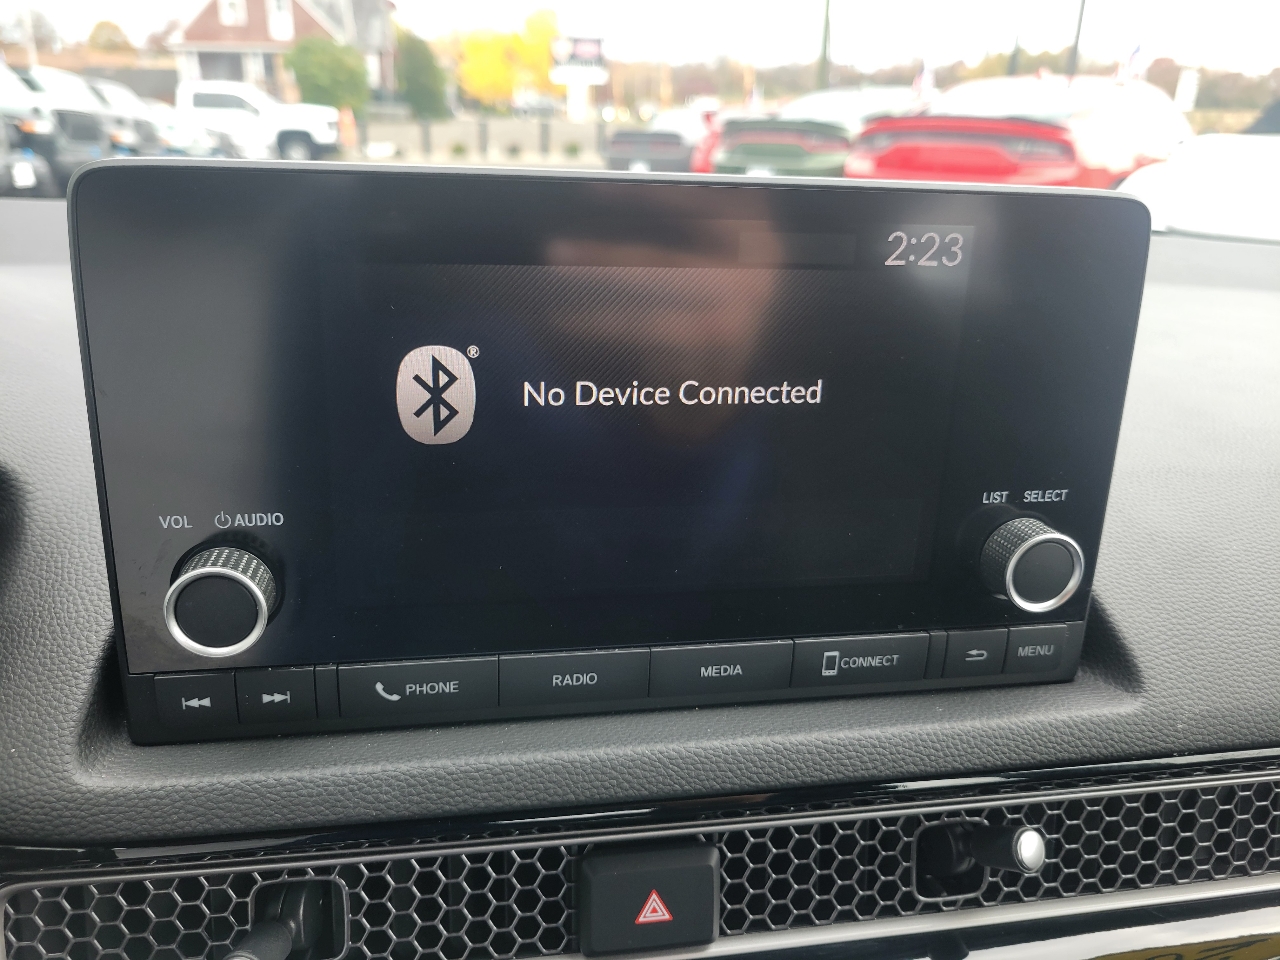 2:23
®
No Device Connected
LIST SELECT
VOL AUDIO
PHONE RADIO MEDIA CONNECT MENU